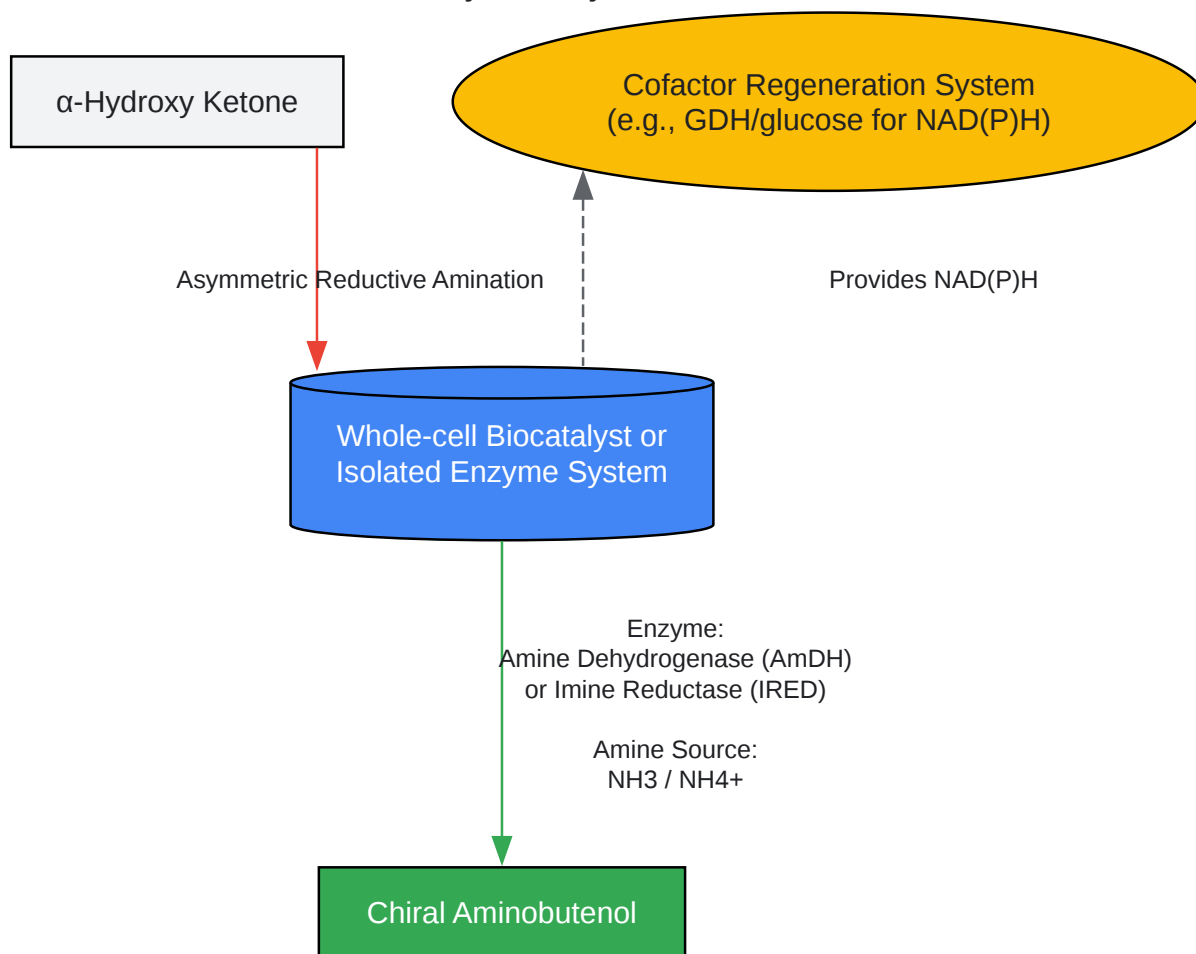 α-Hydroxy Ketone
Cofactor Regeneration System
(e.g., GDH/glucose for NAD(P)H)
Asymmetric Reductive Amination
Provides NAD(P)H
Whole-cell Biocatalyst or
Isolated Enzyme System
Enzyme:
Amine Dehydrogenase (AmDH)
or Imine Reductase (IRED)
Amine Source:
NH3 / NH4+
Chiral Aminobutenol